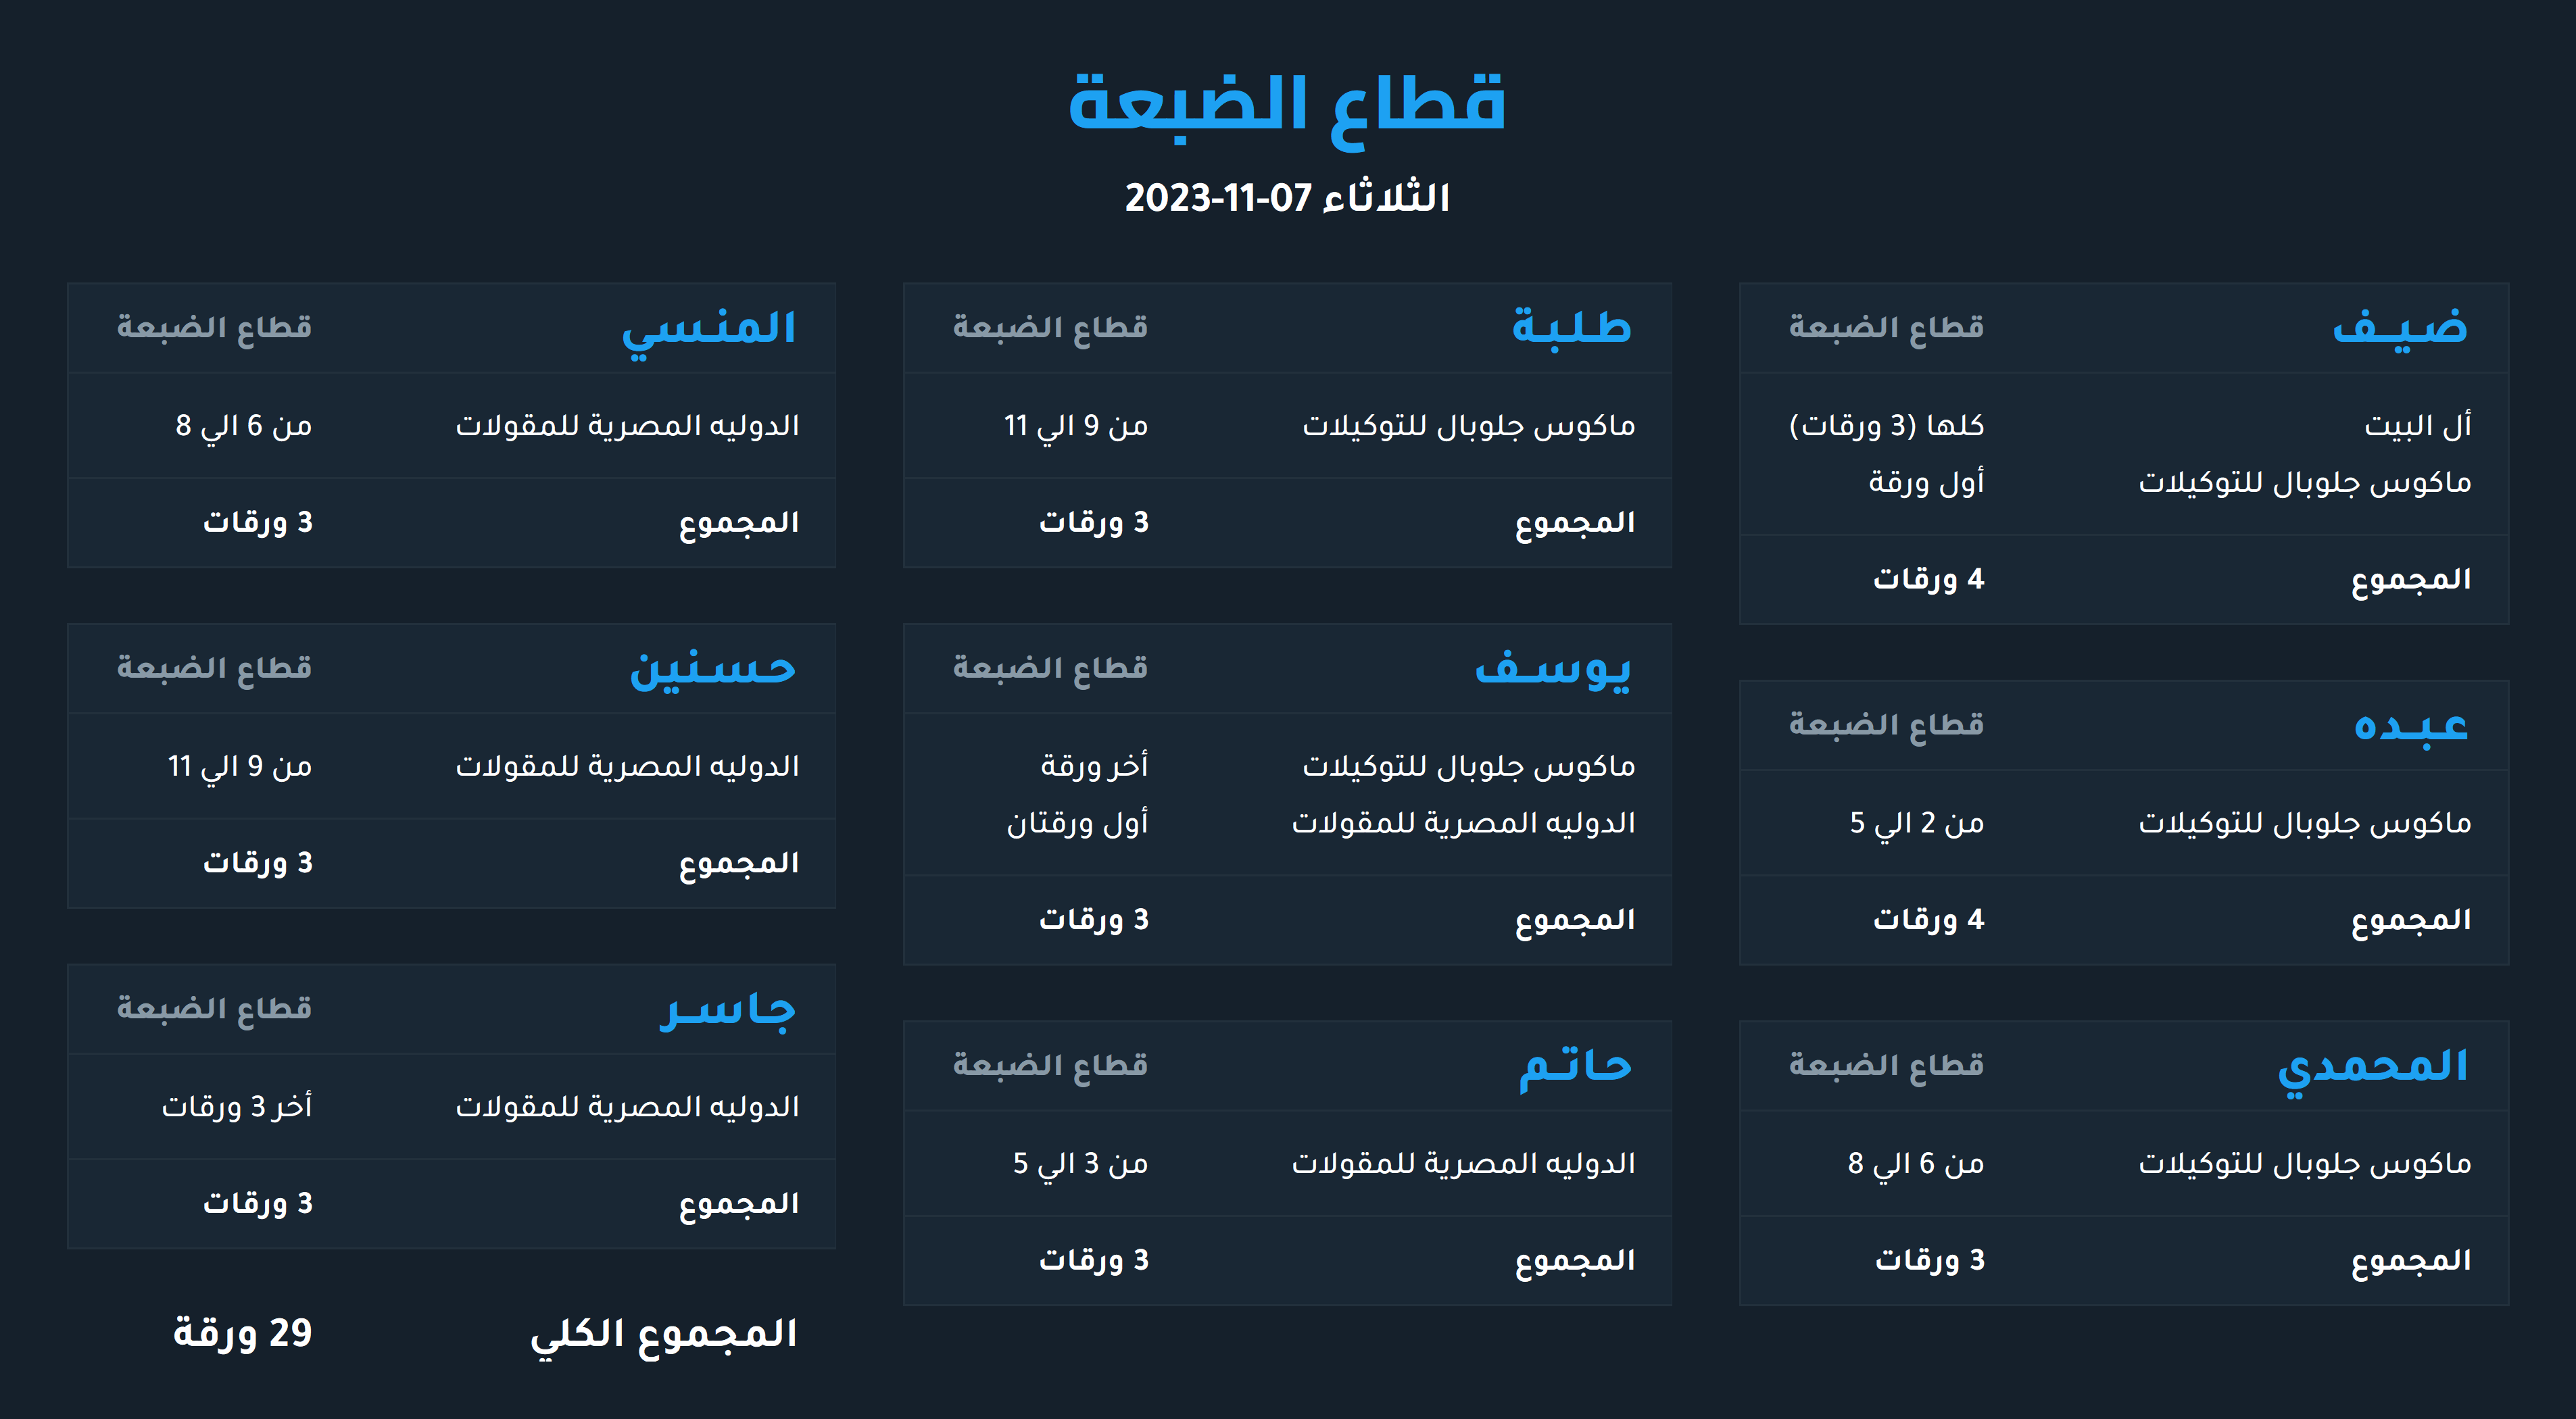 قطاع الضبعة
الثلاثاء 07-11-2023
ضيف قطاع الضبعة
أل البيت كلها (3 ورقات)
ماكوس جلوبال للتوكيلات أول ورقة
المجموع 4 ورقات
عبده قطاع الضبعة
ماكوس جلوبال للتوكيلات من 2 الي 5
المجموع 4 ورقات
المحمدي قطاع الضبعة
ماكوس جلوبال للتوكيلات من 6 الي 8
المجموع 3 ورقات
طلبة قطاع الضبعة
ماكوس جلوبال للتوكيلات من 9 الي 11
المجموع 3 ورقات
يوسف قطاع الضبعة
ماكوس جلوبال للتوكيلات أخر ورقة
الدوليه المصرية للمقولات أول ورقتان
المجموع 3 ورقات
حاتم قطاع الضبعة
الدوليه المصرية للمقولات من 3 الي 5
المجموع 3 ورقات
المنسي قطاع الضبعة
الدوليه المصرية للمقولات من 6 الي 8
المجموع 3 ورقات
حسنين قطاع الضبعة
الدوليه المصرية للمقولات من 9 الي 11
المجموع 3 ورقات
جاسر قطاع الضبعة
الدوليه المصرية للمقولات أخر 3 ورقات
المجموع 3 ورقات
المجموع الكلي 29 ورقة